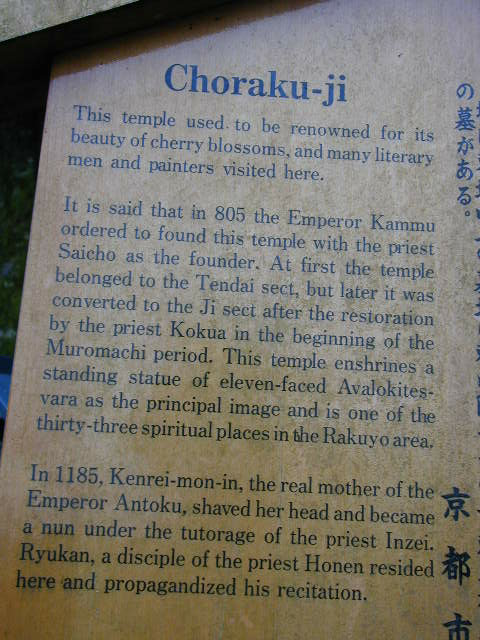 Choraku-ji
This temple used to be renowned for its
beauty of cherry blossoms, and many literary
men and painters visited here.
It is said that in 805 the Emperor Kammu
ordered to found this temple with the priest
Saicho as the founder. At first the temple
belonged to the Tendai sect, but later it was
converted to the Ji sect after the restoration
by the priest Kokua in the beginning of the
Muromachi period. This temple enshrines a
standing statue of eleven-faced Avalokites-
vara as the principal image and is one of the
thirty-three spiritual places in the Rakuyo area.
In 1185, Kenrei-mon-in, the real mother of the
Emperor Antoku, shaved her head and became
a nun under the tutorage of the priest Inzei.
Ryukan, a disciple of the priest Honen resided
here and propagandized his recitation.
の墓がある。
京都市